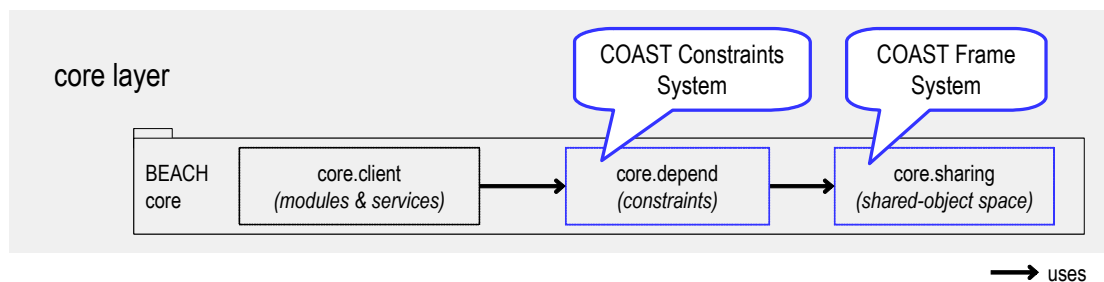 COAST Constraints
System
COAST Frame
System
core layer
BEACH
core
core.client
(modules & services)
core.depend
(constraints)
core.sharing
(shared-object space)
uses